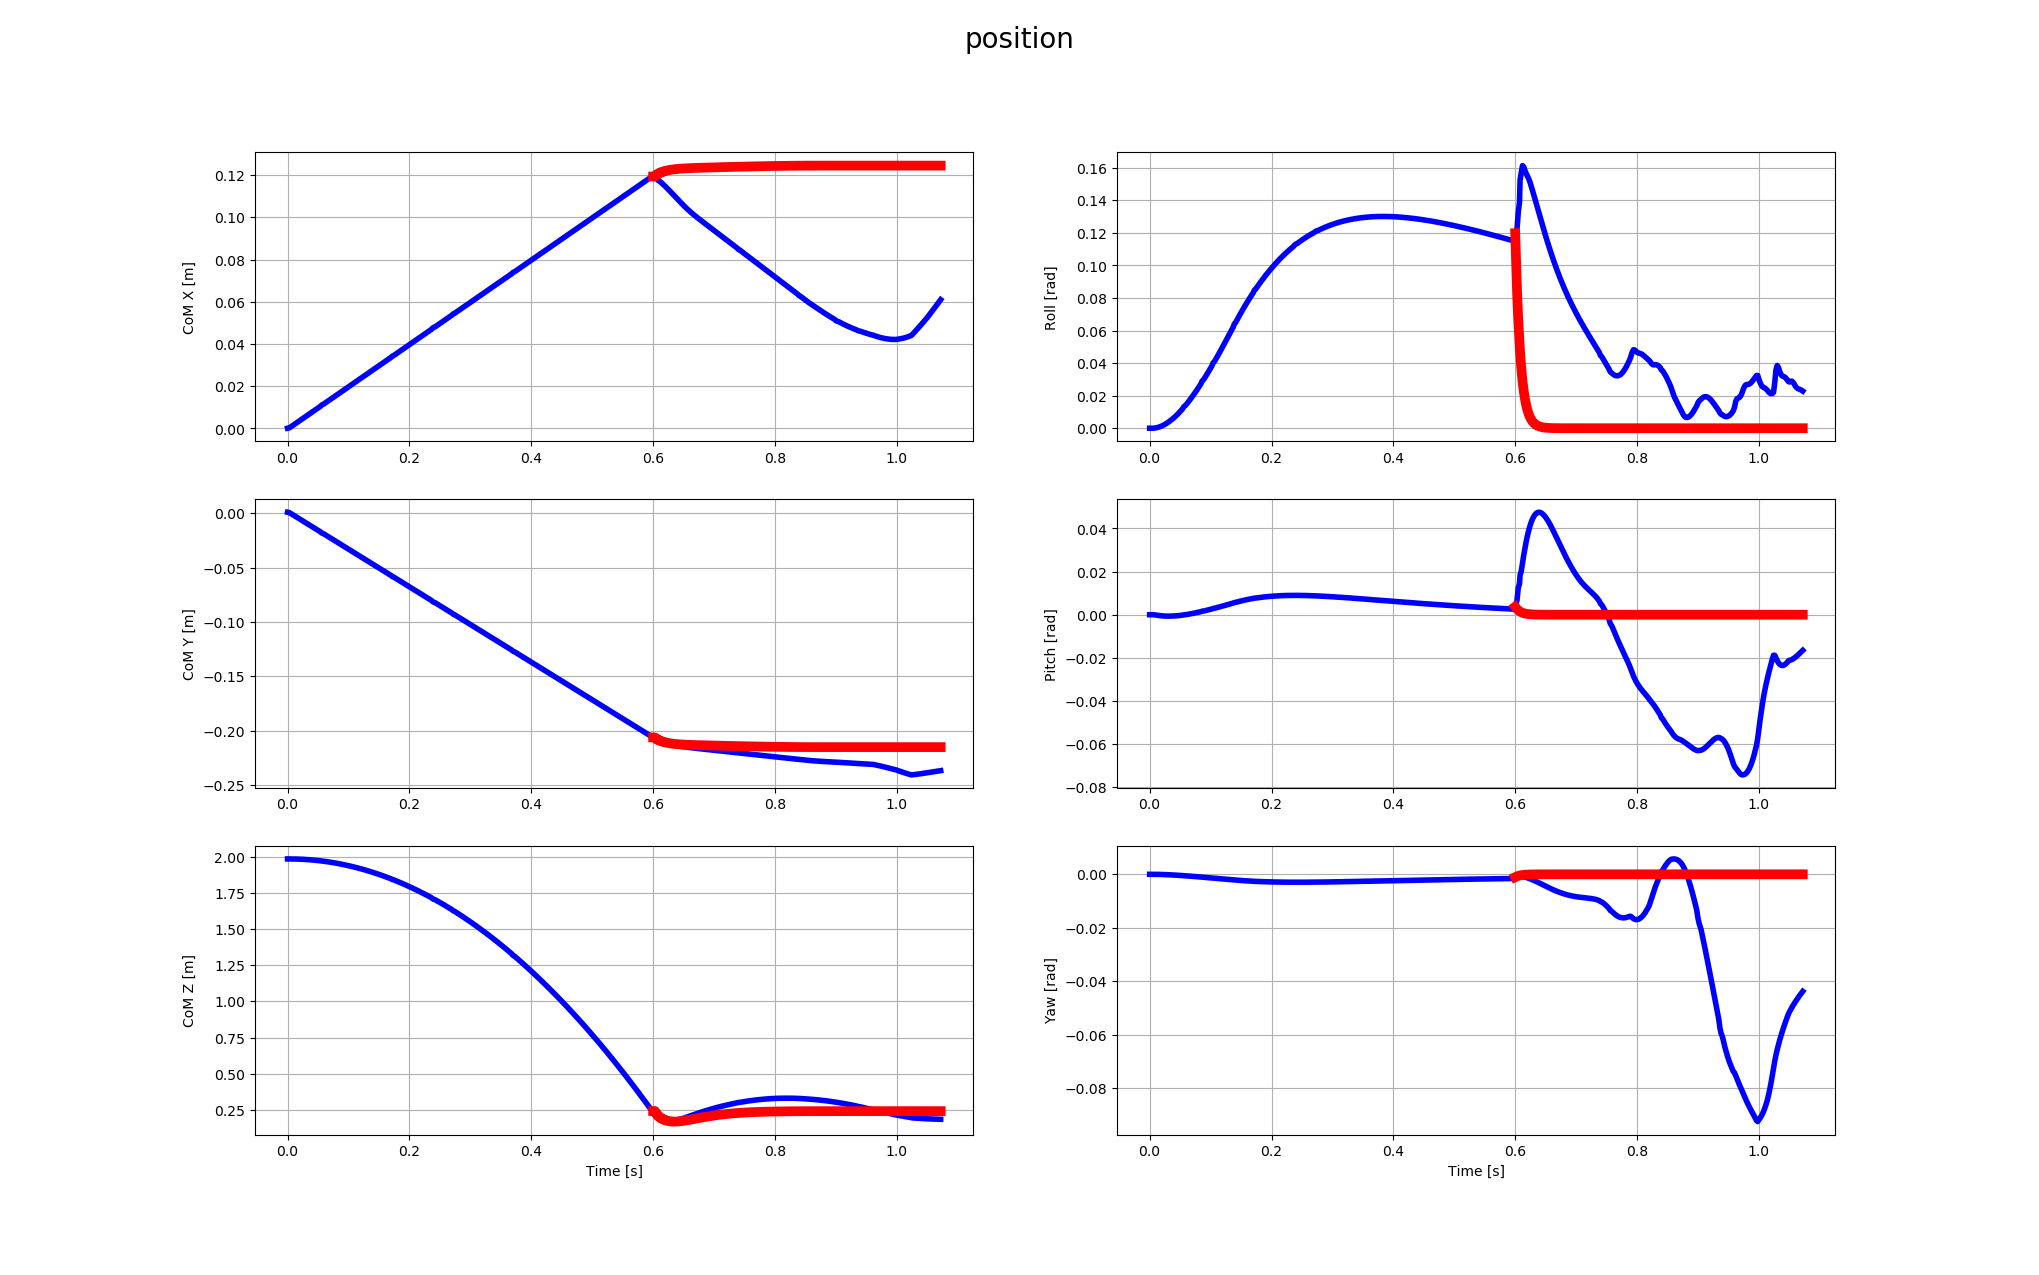 position
0.12
0.10
0.08
0.06
0.04
0.02
0.00
CoM X [m]
0.0 0.2 0.4 0.6 0.8 1.0
0.16
0.14
0.12
0.10
0.08
0.06
0.04
0.02
0.00
Roll [rad]
0.0 0.2 0.4 0.6 0.8 1.0
0.00
−0.05
−0.10
−0.15
−0.20
−0.25
CoM Y [m]
0.0 0.2 0.4 0.6 0.8 1.0
0.04
0.02
0.00
−0.02
−0.04
−0.06
−0.08
Pitch [rad]
0.0 0.2 0.4 0.6 0.8 1.0
2.00
1.75
1.50
1.25
1.00
0.75
0.50
0.25
CoM Z [m]
0.0 0.2 0.4 0.6 0.8 1.0
Time [s]
0.00
−0.02
−0.04
−0.06
−0.08
Yaw [rad]
0.0 0.2 0.4 0.6 0.8 1.0
Time [s]